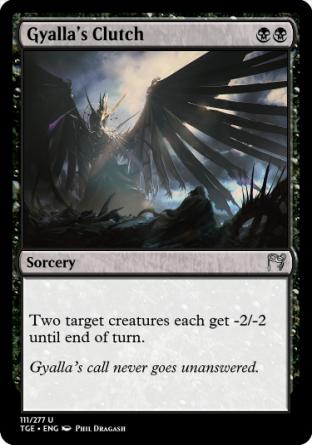 Gyalla's Clutch
Sorcery
Two target creatures each get -2/-2
until end of turn.
Gyalla's call never goes unanswered.
111/277 U
TGE • ENG Phil Dragash